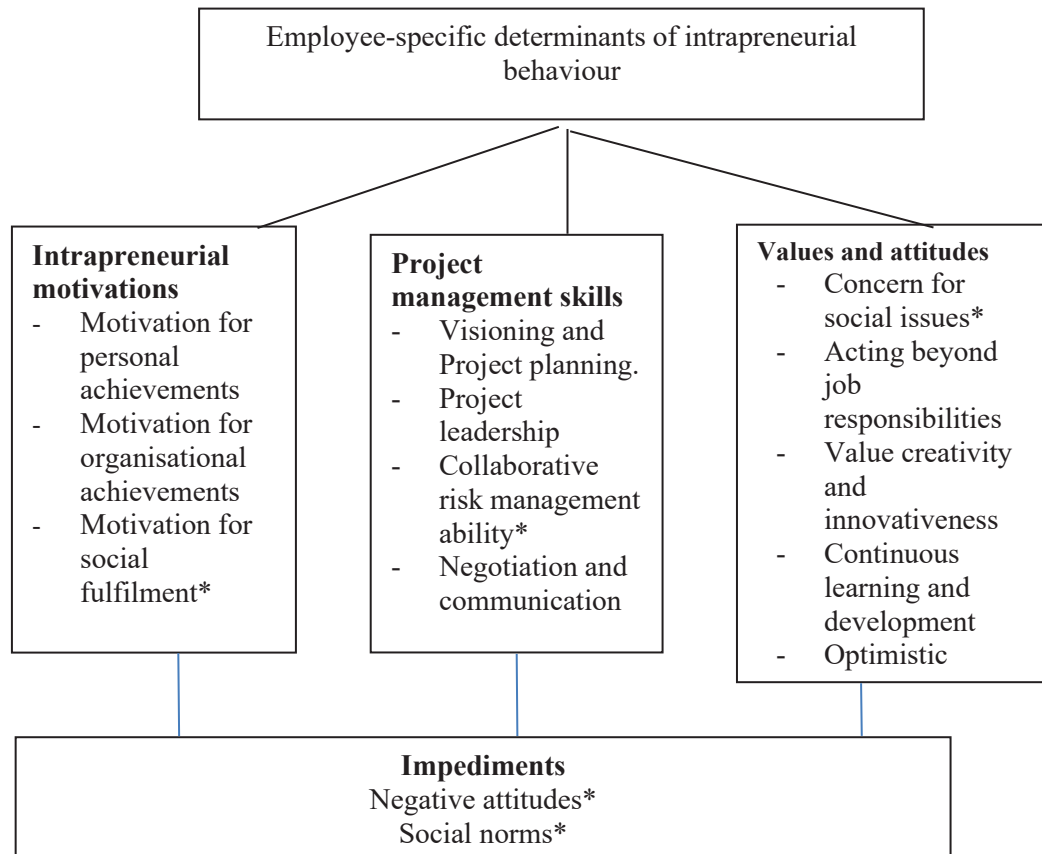 Employee-specific determinants of intrapreneurial
behaviour
Intrapreneurial
motivations
- Motivation for
personal
achievements
- Motivation for
organisational
achievements
- Motivation for
social
fulfilment*
Project
management skills
- Visioning and
Project planning.
- Project
leadership
- Collaborative
risk management
ability*
- Negotiation and
communication
Values and attitudes
- Concern for
social issues*
- Acting beyond
job
responsibilities
- Value creativity
and
innovativeness
- Continuous
learning and
development
- Optimistic
Impediments
Negative attitudes*
Social norms*